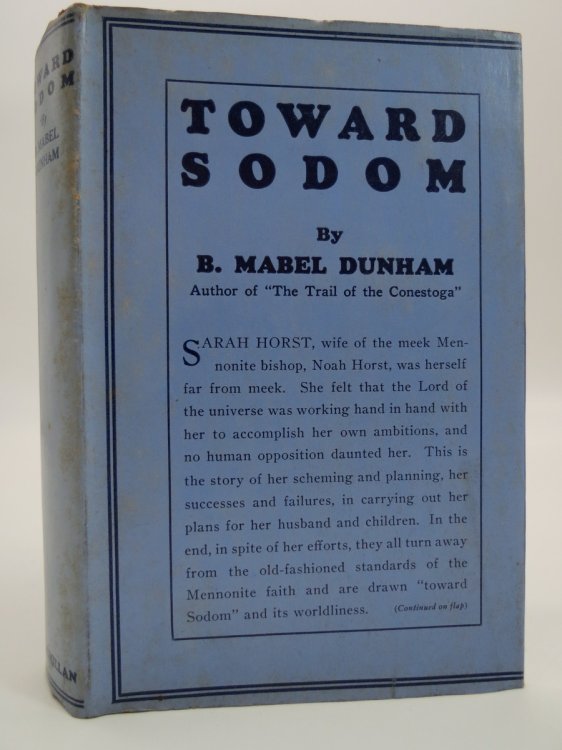 TOWARD
SODOM
By
B. MABEL DUNHAM
Author of "The Trail of the Conestoga"
SARAH HORST, wife of the meek Men-
nonite bishop, Noah Horst, was herself
far from meek. She felt that the Lord of
the universe was working hand in hand with
her to accomplish her own ambitions, and
no human opposition daunted her. This is
the story of her scheming and planning, her
successes and failures, in carrying out her
plans for her husband and children. In the
end, in spite of her efforts, they all turn away
from the old-fashioned standards of the
Mennonite faith and are drawn "toward
Sodom" and its worldliness. (Continued on flap)
By
MABEL